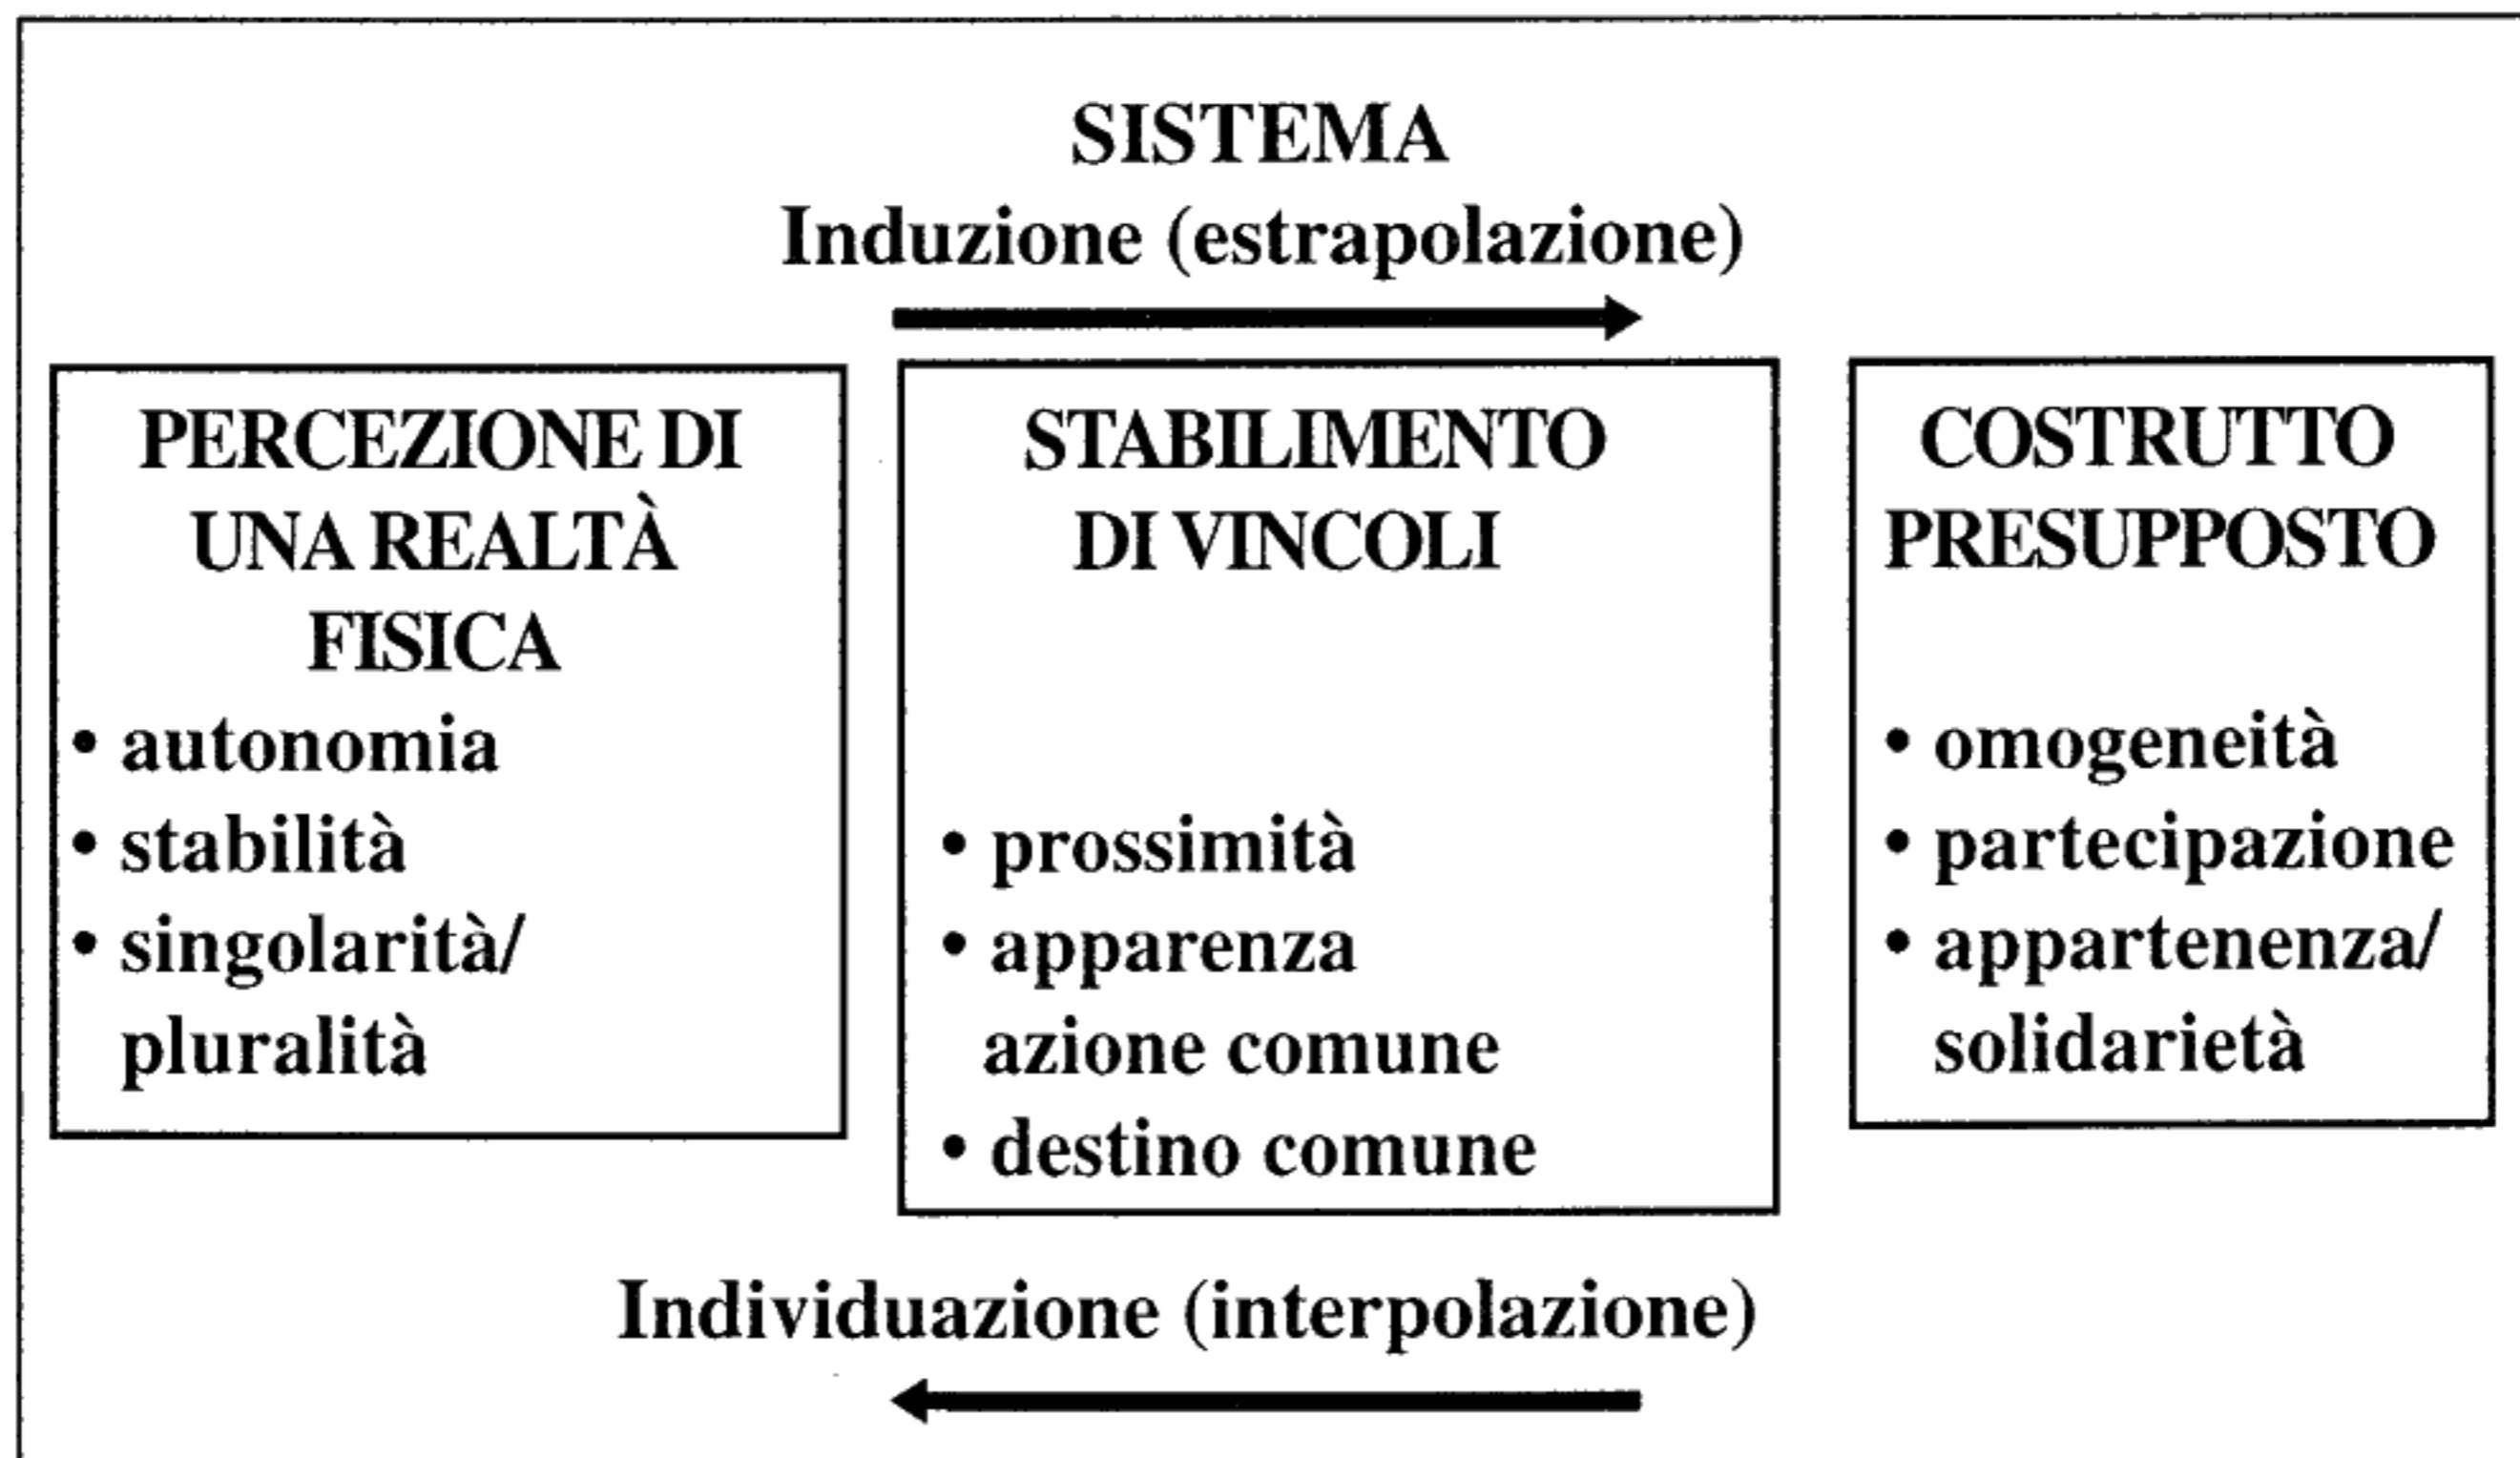 SISTEMA
Induzione (estrapolazione)
PERCEZIONE DI
UNA REALTÀ
FISICA
• autonomia
• stabilità
• singolarità/
pluralità
STABILIMENTO
DI VINCOLI
• prossimità
• apparenza
azione comune
• destino comune
COSTRUTTO
PRESUPPOSTO
• omogeneità
• partecipazione
• appartenenza/
solidarietà
Individuazione (interpolazione)